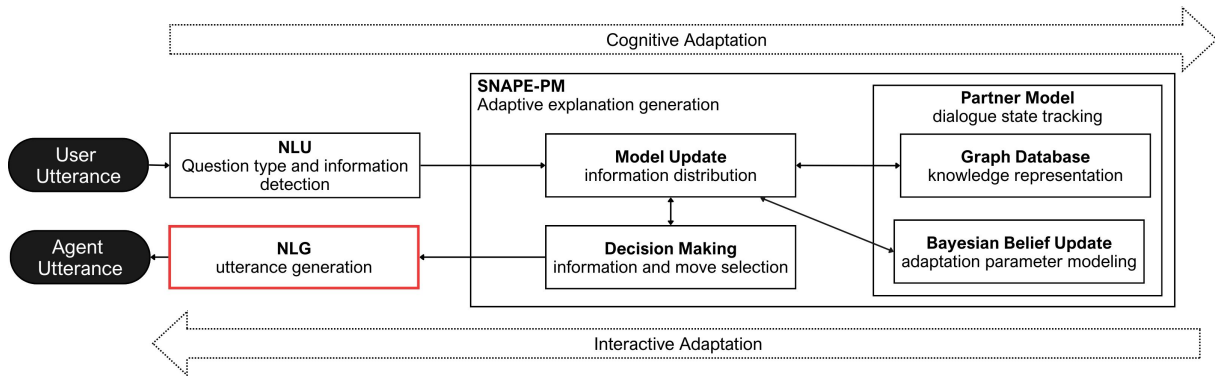 Cognitive Adaptation
SNAPE-PM
Adaptive explanation generation
Partner Model
dialogue state tracking
User
Utterance
NLU
Question type and information
detection
Model Update
information distribution
Graph Database
knowledge representation
Agent
Utterance
NLG
utterance generation
Decision Making
information and move selection
Bayesian Belief Update
adaptation parameter modeling
Interactive Adaptation